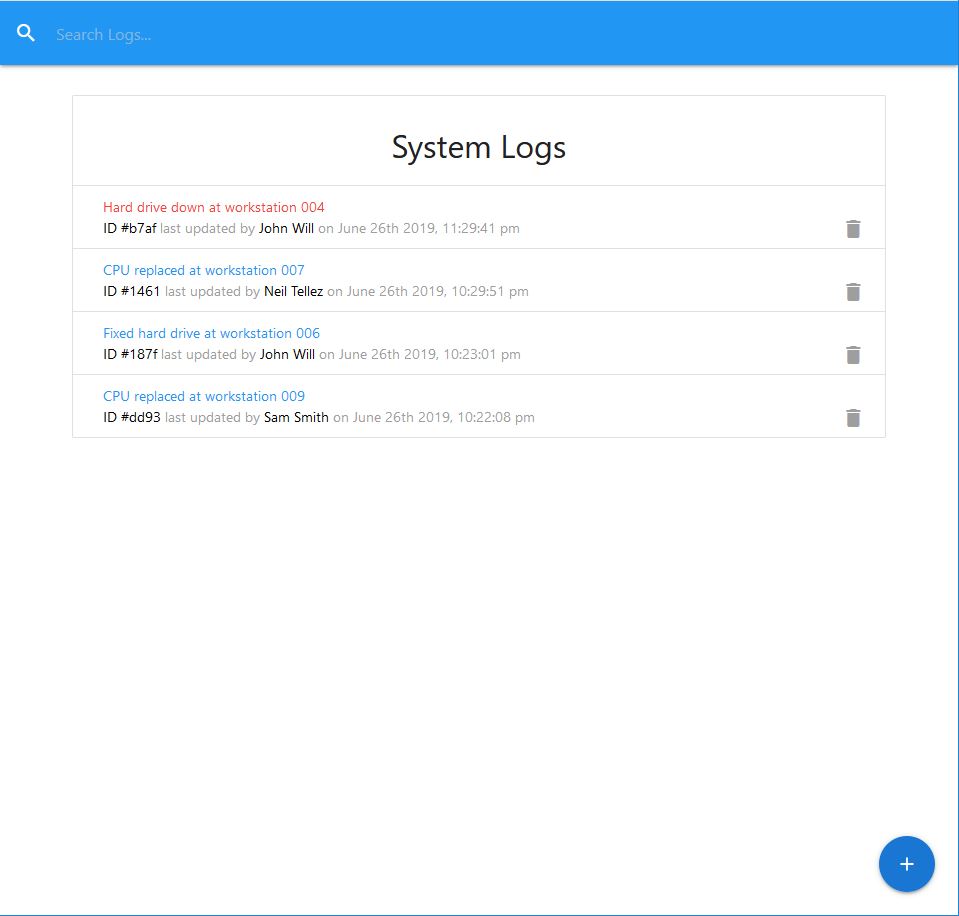 Search Logs...
System Logs
Hard drive down at workstation 004
ID #b7af last updated by John Will on June 26th 2019, 11:29:41 pm
CPU replaced at workstation 007
ID #1461 last updated by Neil Tellez on June 26th 2019, 10:29:51 pm
Fixed hard drive at workstation 006
ID #187f last updated by John Will on June 26th 2019, 10:23:01 pm
CPU replaced at workstation 009
ID #dd93 last updated by Sam Smith on June 26th 2019, 10:22:08 pm